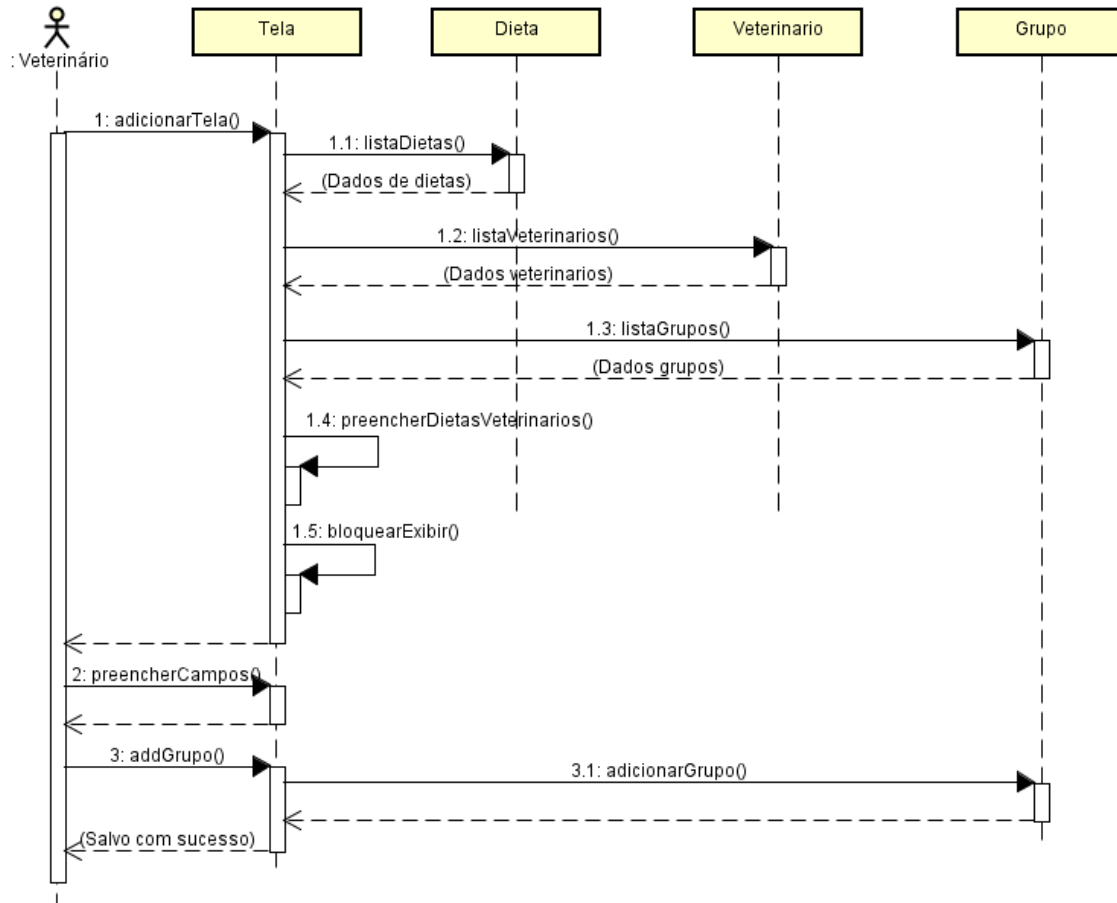 : Veterinário
Tela
Dieta
Veterinario
Grupo
1: adicionarTela()
1.1: listaDietas()
(Dados de dietas)
1.2: listaVeterinarios()
(Dados veterinarios)
1.3: listaGrupos()
(Dados grupos)
1.4: preencherDietasVeterinarios()
1.5: bloquearExibir()
2: preencherCampos()
3: addGrupo()
3.1: adicionarGrupo()
(Salvo com sucesso)